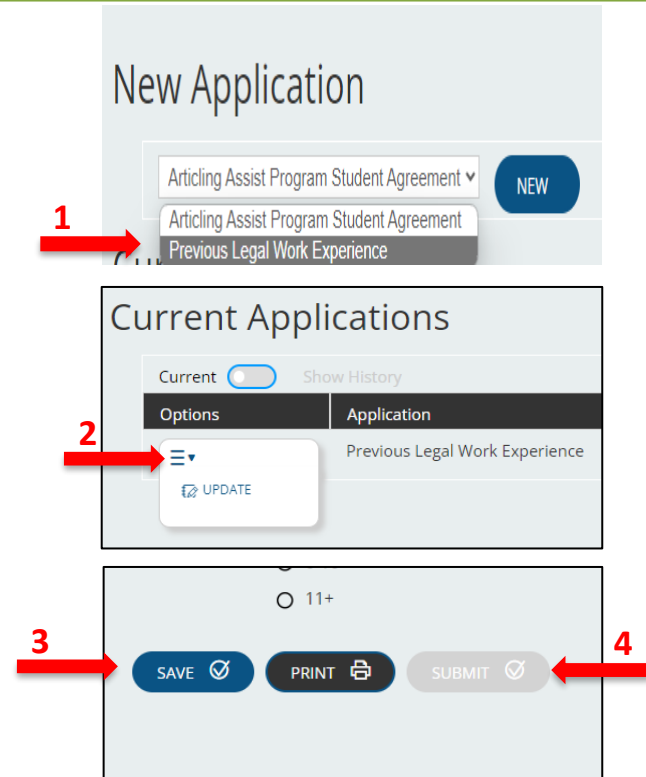 New Application
Articling Assist Program Student Agreement
NEW
1
Articling Assist Program Student Agreement
Previous Legal Work Experience
Current Applications
Current Show History
Options Application
2
Previous Legal Work Experience
UPDATE
11+
3
4
SAVE PRINT SUBMIT